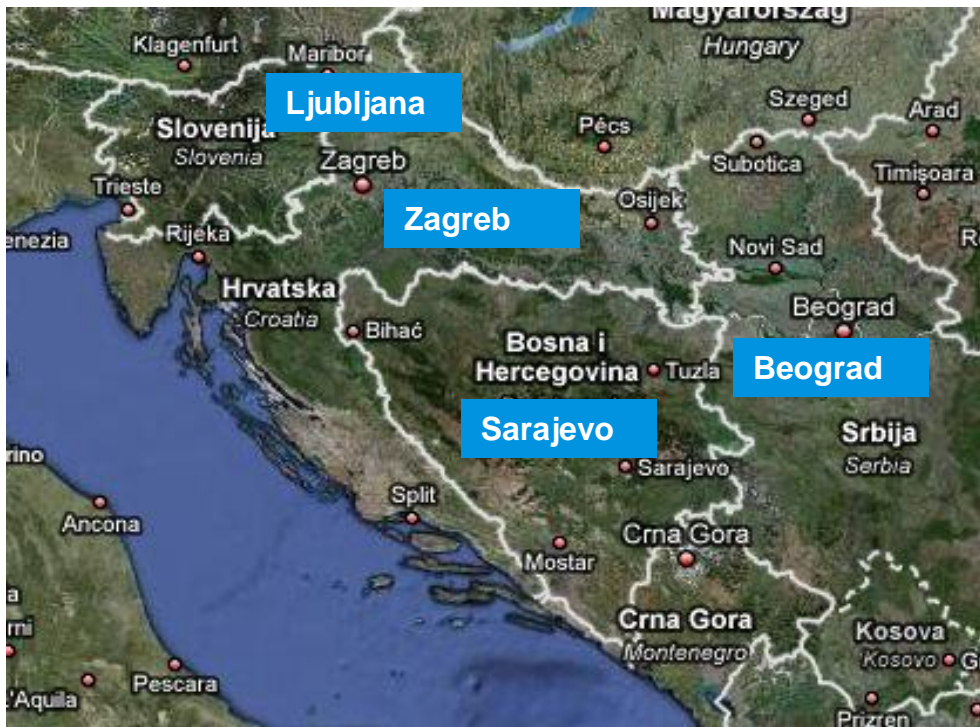 Magyarország
Hungary
Klagenfurt
Maribor
Ljubljana
Szeged
Arad
Slovenija
Slovenia
Pécs
Zagreb
Subotica
Timişoara
Trieste
Zagreb
Osijek
enezia
Rijeka
Novi Sad
R
Hrvatska
Croatia
Beograd
Bihać
Bosna i
Hercegovina
Tuzla
Beograd
Sarajevo
Srbija
Serbia
rino
Sarajevo
Split
Ancona
Crna Gora
Mostar
a
rni
Crna Gora
Montenegro
Kosova
Kosovo
G
Pescara
L'Aquila
Prizren